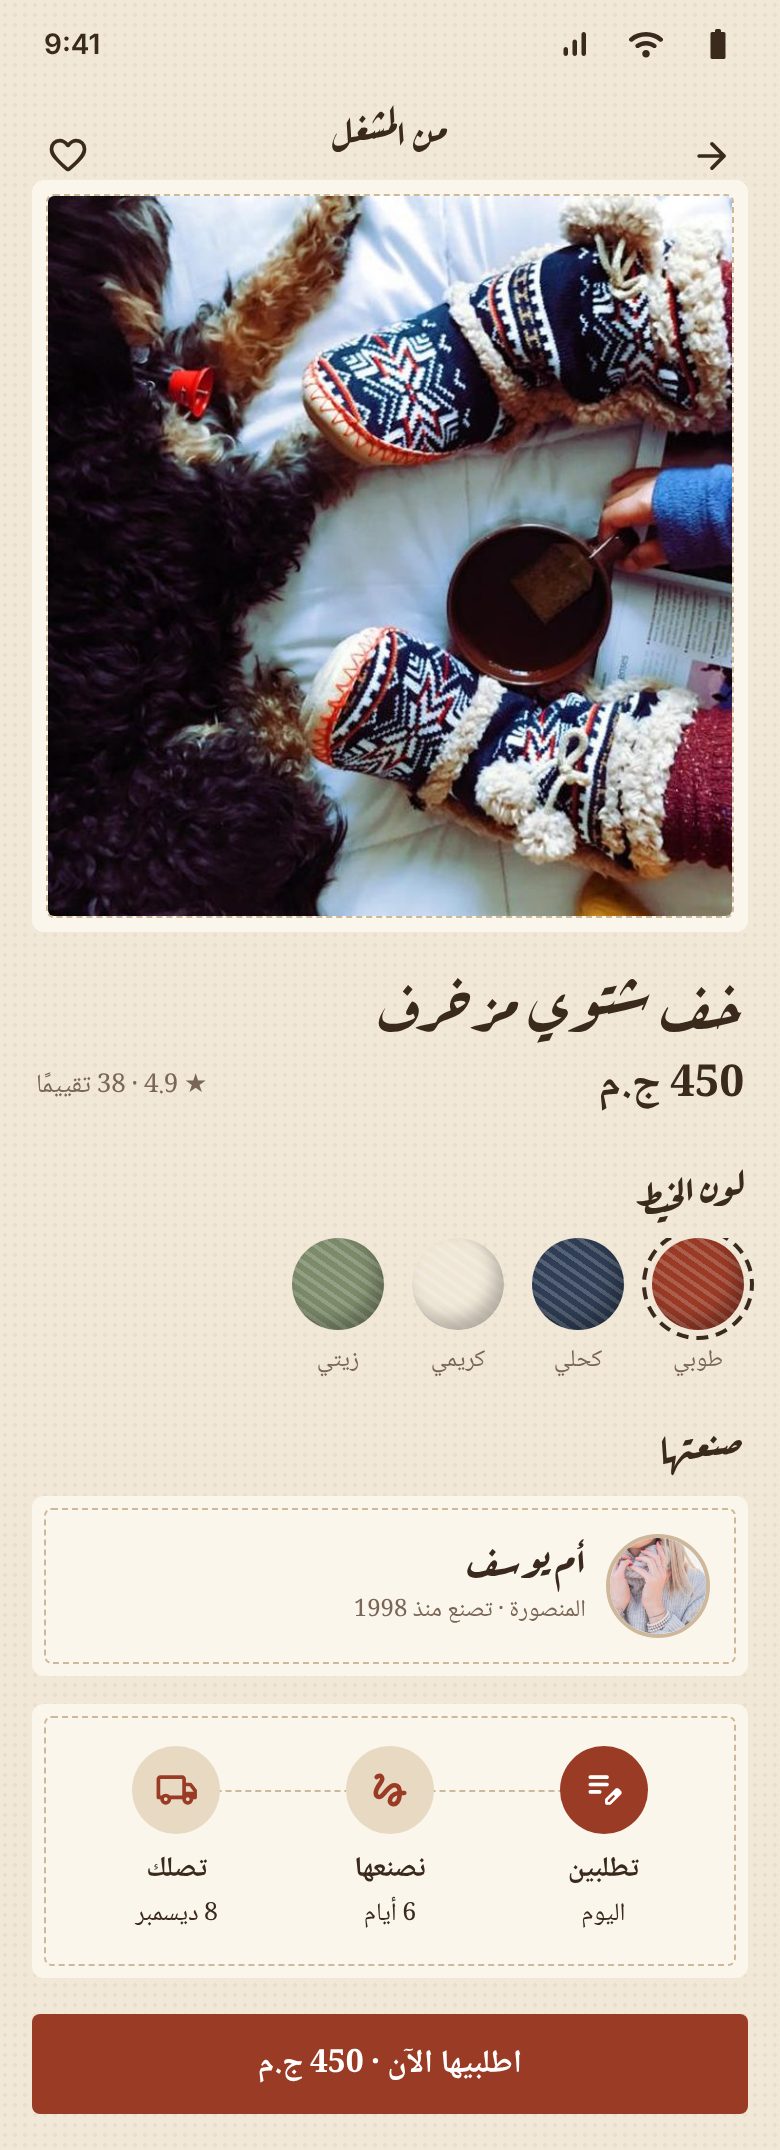 9:41
من المشغل
خف شتوي مزخرف
450 ج.م
★ 4.9 · 38 تقييمًا
لون الخيط
طوبي
كحلي
كريمي
زيتي
صنعتها
أم يوسف
المنصورة · تصنع منذ 1998
تطلبين
اليوم
نصنعها
6 أيام
تصلك
8 ديسمبر
اطلبيها الآن · 450 ج.م